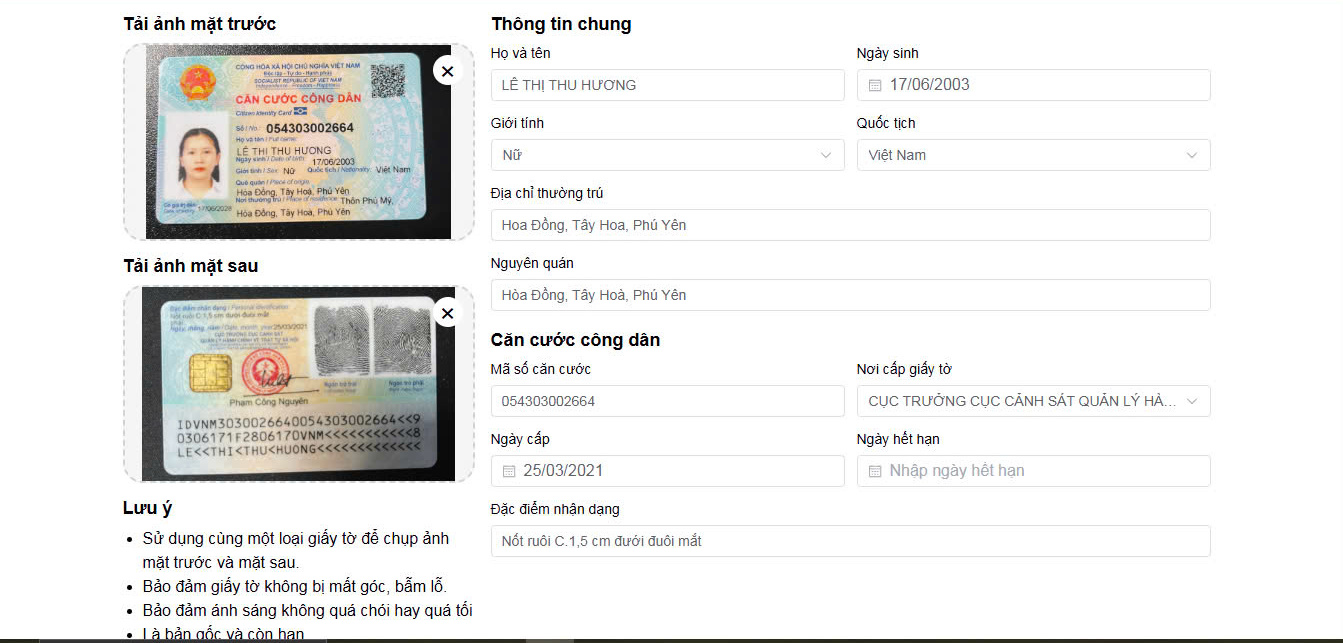 Tải ảnh mặt trước
CỘNG HÒA XÃ HỘI CHỦ NGHĨA VIỆT NAM
Độc lập - Tự do - Hạnh phúc
SOCIALIST REPUBLIC OF VIET NAM
Independence - Freedom - Happiness
CĂN CƯỚC CÔNG DÂN
Citizen Identity Card
Số / No.: 054303002664
Họ và tên / Full name:
LÊ THỊ THU HƯƠNG
Ngày sinh / Date of birth: 17/06/2003
Giới tính / Sex: Nữ Quốc tịch / Nationality: Việt Nam
Quê quán / Place of origin:
Hòa Đồng, Tây Hoà, Phú Yên
Nơi thường trú / Place of residence: Thôn Phú Mỹ,
Hòa Đồng, Tây Hoà, Phú Yên
Có giá trị đến: 17/06/2028
Date of expiry
Tải ảnh mặt sau
Đặc điểm nhận dạng / Personal identification:
Nốt ruồi C.1,5 cm dưới đuôi mắt
phải
Ngày, tháng, năm / Date, month, year: 25/03/2021
CỤC TRƯỞNG CỤC CẢNH SÁT
QUẢN LÝ HÀNH CHÍNH VỀ TRẬT TỰ XÃ HỘI
Ngón trỏ trái
Ngón trỏ phải
Phạm Công Nguyên
IDVNM3030026640054303002664<<9
0306171F2806170VNM<<<<<<<<<<<8
LE<<THI<THU<HUONG<<<<<<<<<<<<<
Lưu ý
Sử dụng cùng một loại giấy tờ để chụp ảnh
mặt trước và mặt sau.
Bảo đảm giấy tờ không bị mất góc, bẫm lỗ.
Bảo đảm ánh sáng không quá chói hay quá tối
Là bản gốc và còn hạn
Thông tin chung
Họ và tên
LÊ THỊ THU HƯƠNG
Ngày sinh
17/06/2003
Giới tính
Nữ
Quốc tịch
Việt Nam
Địa chỉ thường trú
Hoa Đồng, Tây Hoa, Phú Yên
Nguyên quán
Hòa Đồng, Tây Hoà, Phú Yên
Căn cước công dân
Mã số căn cước
054303002664
Nơi cấp giấy tờ
CỤC TRƯỞNG CỤC CẢNH SÁT QUẢN LÝ HÀ...
Ngày cấp
25/03/2021
Ngày hết hạn
Nhập ngày hết hạn
Đặc điểm nhận dạng
Nốt ruôi C.1,5 cm đưới đuôi mắt